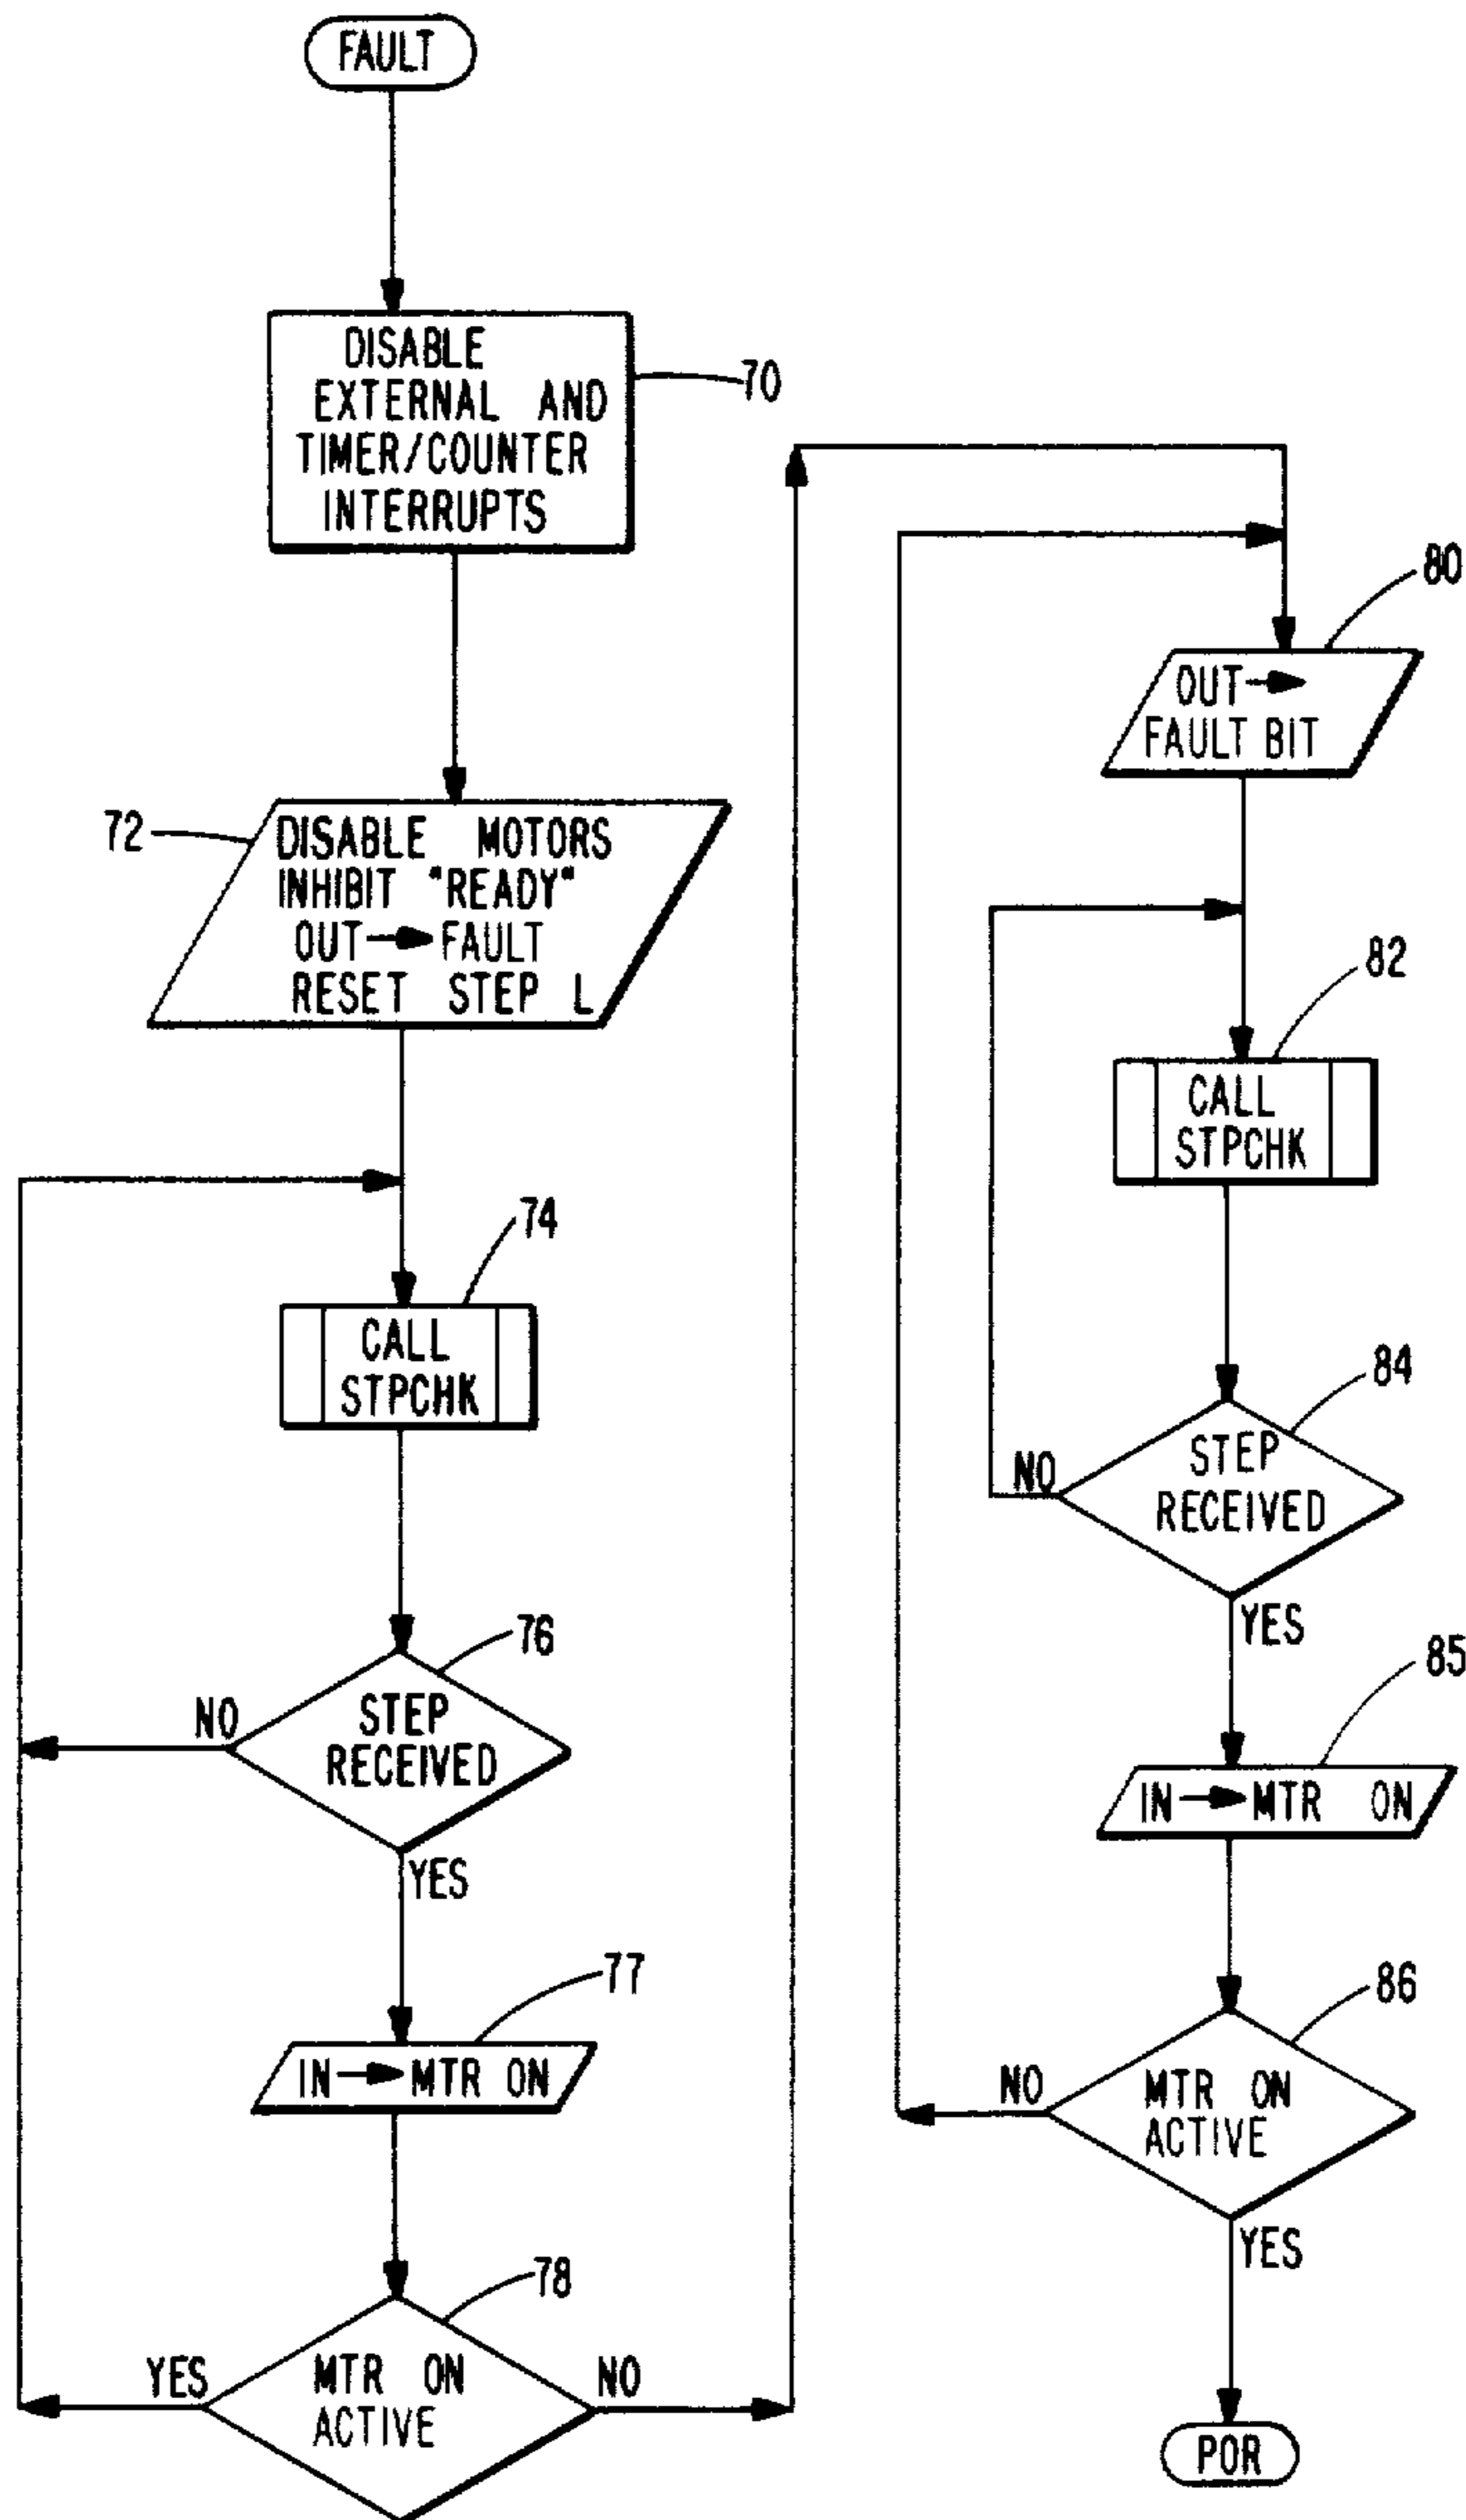 FAULT
DISABLE
EXTERNAL AND
TIMER/COUNTER
INTERRUPTS
70
72
DISABLE MOTORS
INHIBIT "READY"
OUT → FAULT
RESET STEP L
74
CALL
STPCHK
76
STEP
RECEIVED
NO
YES
77
IN → MTR ON
78
MTR ON
ACTIVE
YES
NO
80
OUT →
FAULT BIT
82
CALL
STPCHK
84
STEP
RECEIVED
NO
YES
85
IN → MTR ON
86
MTR ON
ACTIVE
NO
YES
POR